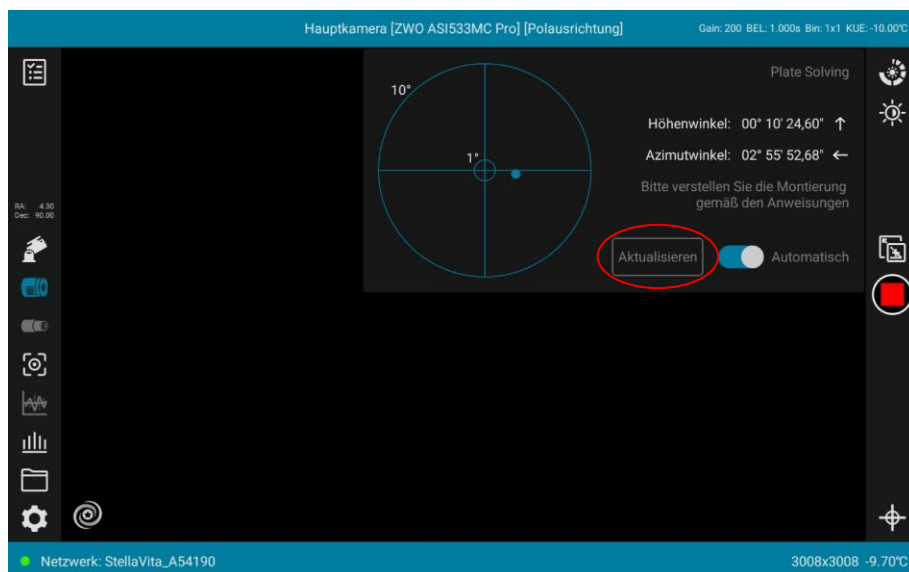 Hauptkamera [ZWO ASI533MC Pro] [Polausrichtung]
Gain: 200 BEL: 1.000s Bin: 1x1 KUE: -10.00°C
Plate Solving
10°
Höhenwinkel: 00° 10' 24,60" ↑
1°
Azimutwinkel: 02° 55' 52,68" ←
Bitte verstellen Sie die Montierung
gemäß den Anweisungen
RA: 4.30
Dec: 90.00
Aktualisieren
Automatisch
Netzwerk: StellaVita_A54190
3008x3008 -9.70°C